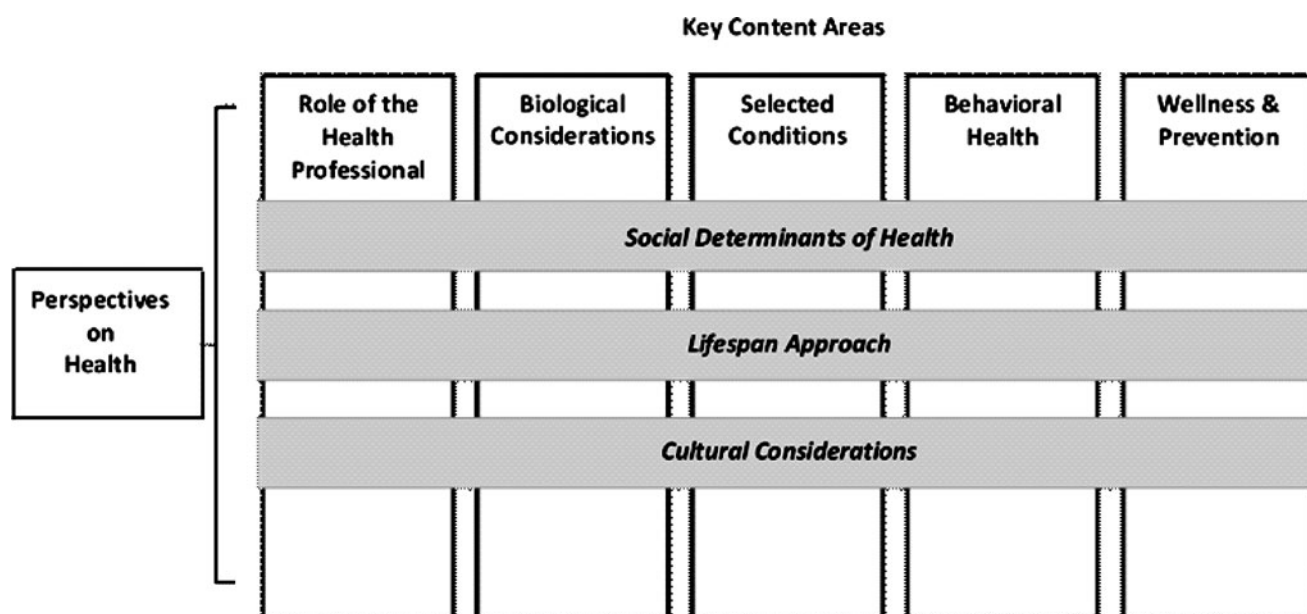 Key Content Areas
Role of the
Health
Professional
Biological
Considerations
Selected
Conditions
Behavioral
Health
Wellness &
Prevention
Social Determinants of Health
Perspectives
on
Health
Lifespan Approach
Cultural Considerations